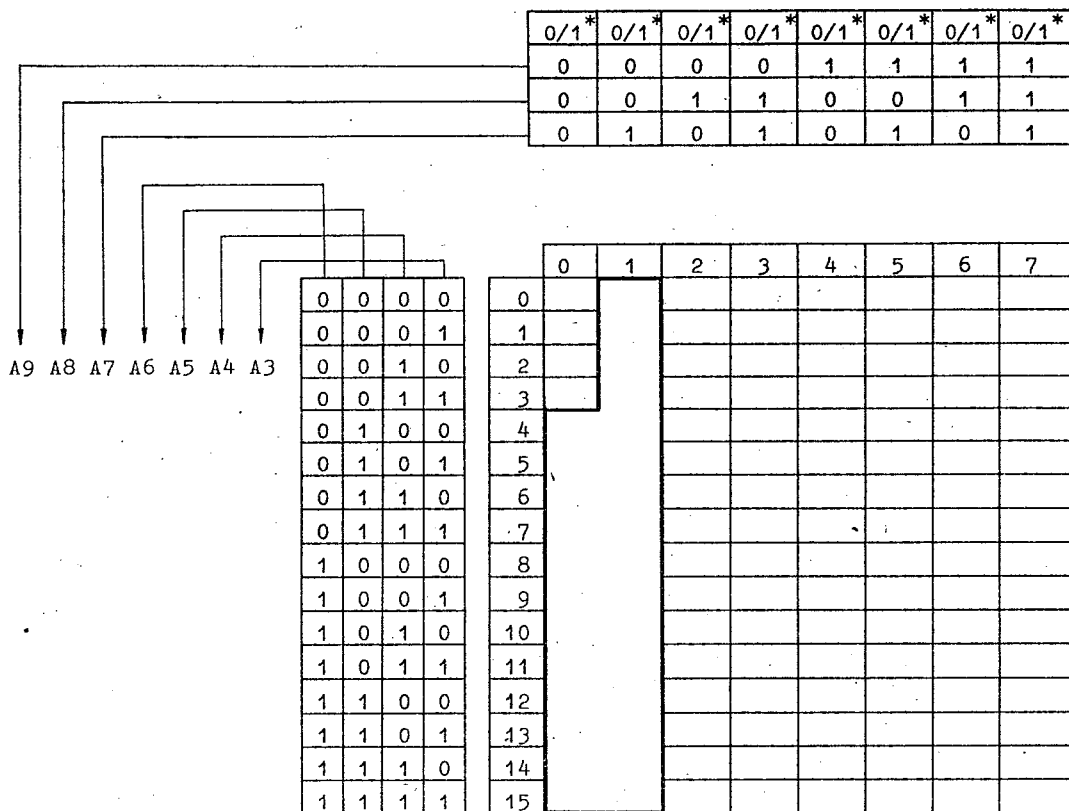 0/1* 0/1* 0/1* 0/1* 0/1* 0/1* 0/1* 0/1*
0 0 0 0 1 1 1 1
0 0 1 1 0 0 1 1
0 1 0 1 0 1 0 1
0 1 2 3 4 5 6 7
0 0 0 0 0
0 0 0 1 1
A9 A8 A7 A6 A5 A4 A3 0 0 1 0 2
0 0 1 1 3
0 1 0 0 4
0 1 0 1 5
0 1 1 0 6
0 1 1 1 7
1 0 0 0 8
1 0 0 1 9
1 0 1 0 10
1 0 1 1 11
1 1 0 0 12
1 1 0 1 13
1 1 1 0 14
1 1 1 1 15